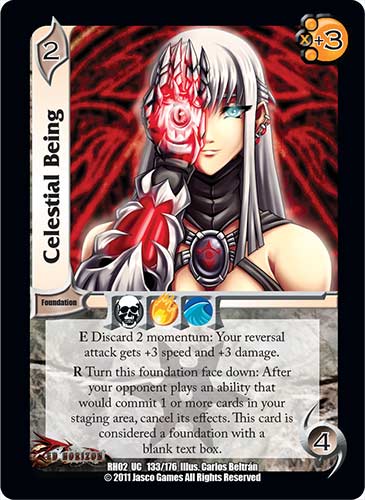 2
+3
Celestial Being
Foundation
E Discard 2 momentum: Your reversal
attack gets +3 speed and +3 damage.
R Turn this foundation face down: After
your opponent plays an ability that
would commit 1 or more cards in your
staging area, cancel its effects. This card is
considered a foundation with a
blank text box.
4
RED HORIZON
RH02 UC 133/176 Illus. Carlos Beltrán
© 2011 Jasco Games All Rights Reserved